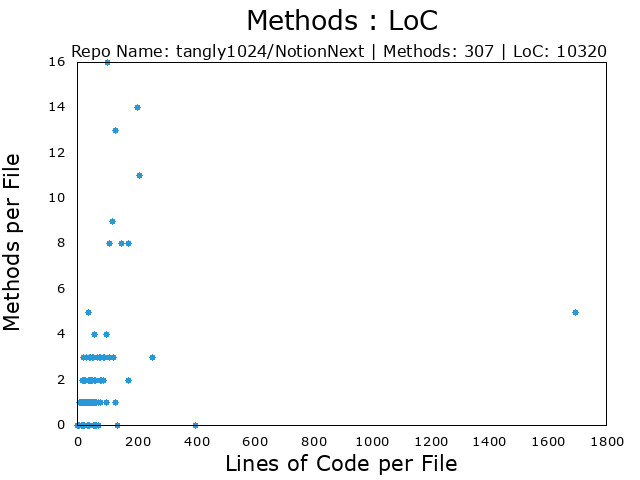 Methods : LoC
Repo Name: tangly1024/NotionNext | Methods: 307 | LoC: 10320
Methods per File
16
14
12
10
8
6
4
2
0
0 200 400 600 800 1000 1200 1400 1600 1800
Lines of Code per File